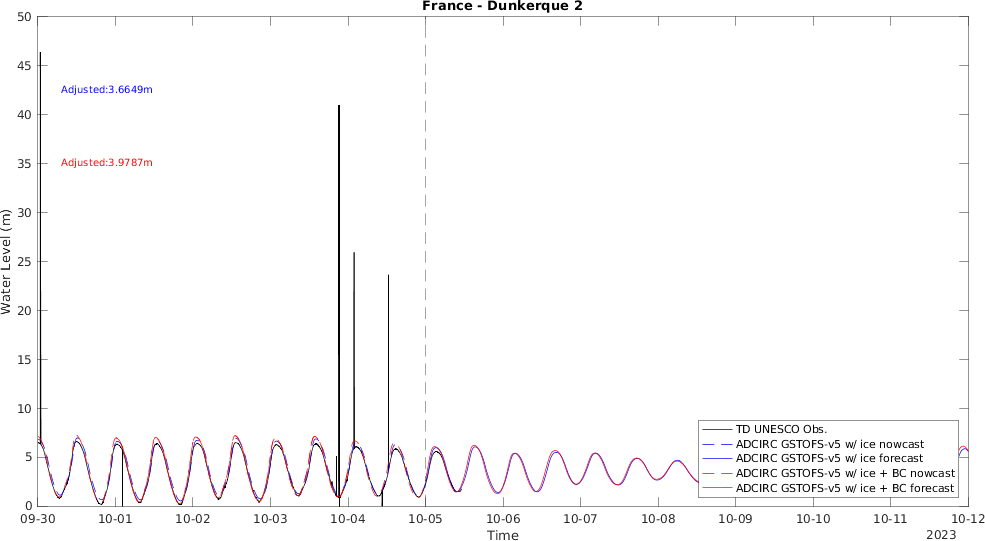 France - Dunkerque 2
50
45
40
35
30
25
20
15
10
5
0
Water Level (m)
Adjusted:3.6649m
Adjusted:3.9787m
TD UNESCO Obs.
ADCIRC GSTOFS-v5 w/ ice nowcast
ADCIRC GSTOFS-v5 w/ ice forecast
ADCIRC GSTOFS-v5 w/ ice + BC nowcast
ADCIRC GSTOFS-v5 w/ ice + BC forecast
09-30 10-01 10-02 10-03 10-04 10-05 10-06 10-07 10-08 10-09 10-10 10-11 10-12
Time
2023